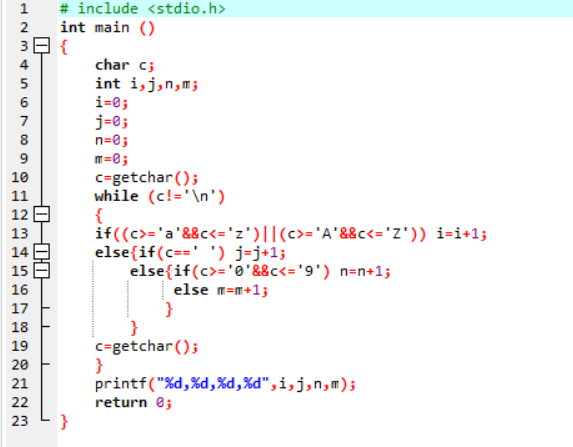 1 # include <stdio.h>
2 int main ()
3 {
4 char c;
5 int i,j,n,m;
6 i=0;
7 j=0;
8 n=0;
9 m=0;
10 c=getchar();
11 while (c!='\n')
12 {
13 if((c>='a'&&c<='z')||(c>='A'&&c<='Z')) i=i+1;
14 else{if(c==' ') j=j+1;
15 else{if(c>='0'&&c<='9') n=n+1;
16 else m=m+1;
17 }
18 }
19 c=getchar();
20 }
21 printf("%d,%d,%d,%d",i,j,n,m);
22 return 0;
23 }